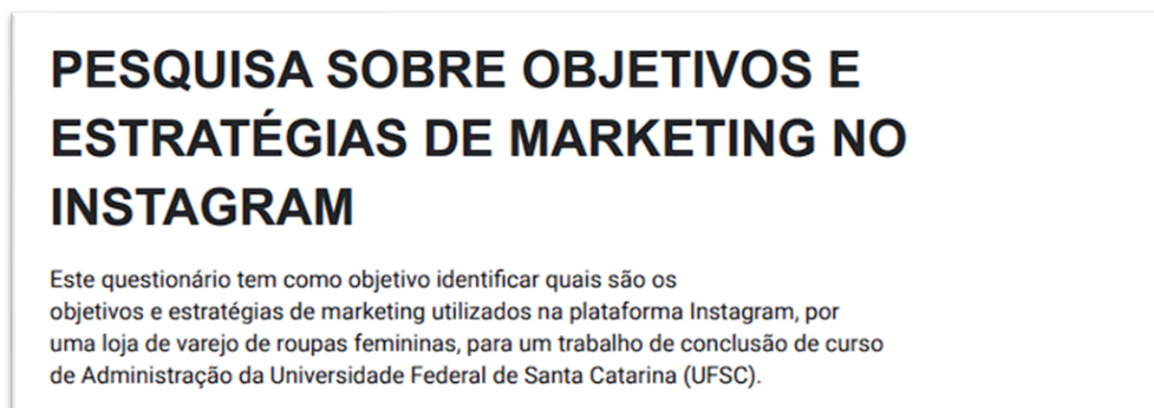 PESQUISA SOBRE OBJETIVOS E
ESTRATÉGIAS DE MARKETING NO
INSTAGRAM
Este questionário tem como objetivo identificar quais são os
objetivos e estratégias de marketing utilizados na plataforma Instagram, por
uma loja de varejo de roupas femininas, para um trabalho de conclusão de curso
de Administração da Universidade Federal de Santa Catarina (UFSC).